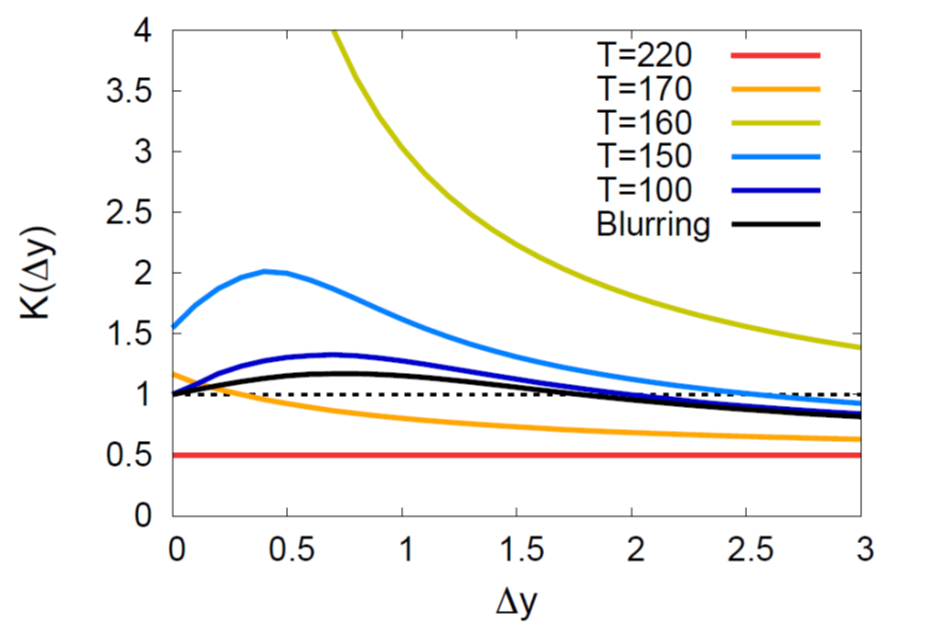 4
3.5
3
2.5
2
1.5
1
0.5
0
K(Δy)
T=220
T=170
T=160
T=150
T=100
Blurring
0 0.5 1 1.5 2 2.5 3
Δy